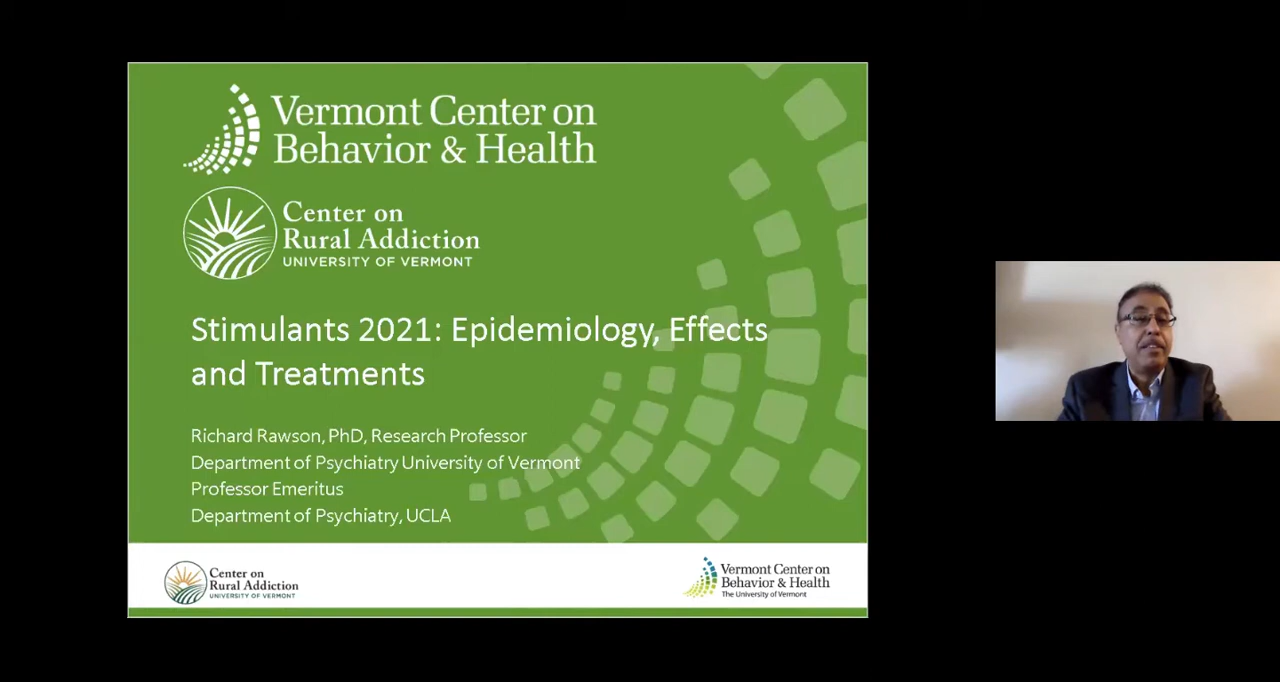 Vermont Center on
Behavior & Health
Center on
Rural Addiction
UNIVERSITY OF VERMONT
Stimulants 2021: Epidemiology, Effects
and Treatments
Richard Rawson, PhD, Research Professor
Department of Psychiatry University of Vermont
Professor Emeritus
Department of Psychiatry, UCLA
Center on
Rural Addiction
UNIVERSITY OF VERMONT
Vermont Center on
Behavior & Health
The University of Vermont